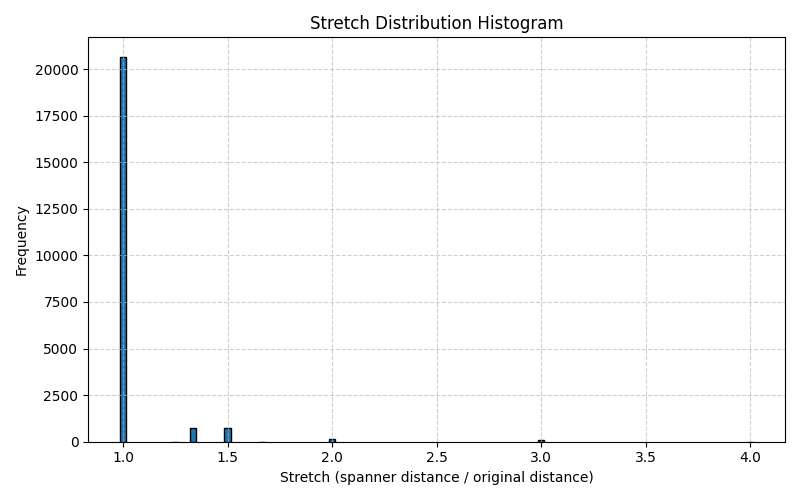 Stretch Distribution Histogram
Frequency
20000
17500
15000
12500
10000
7500
5000
2500
0
1.0 1.5 2.0 2.5 3.0 3.5 4.0
Stretch (spanner distance / original distance)